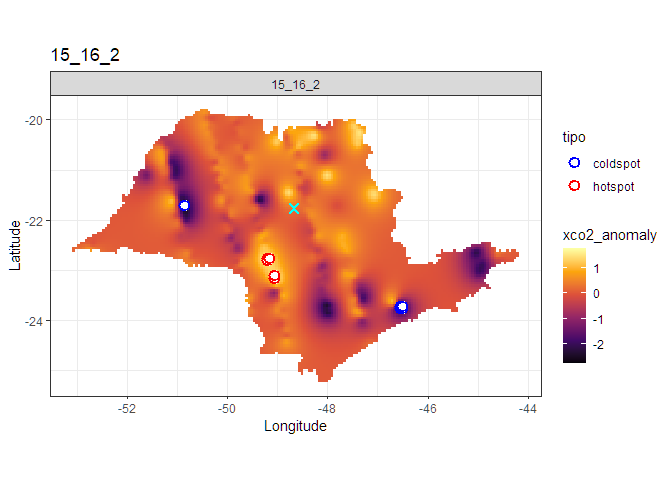 15_16_2
15_16_2
-20
-22
-24
-52
-50
-48
-46
-44
Longitude
Latitude
tipo
coldspot
hotspot
xco2_anomaly
1
0
-1
-2